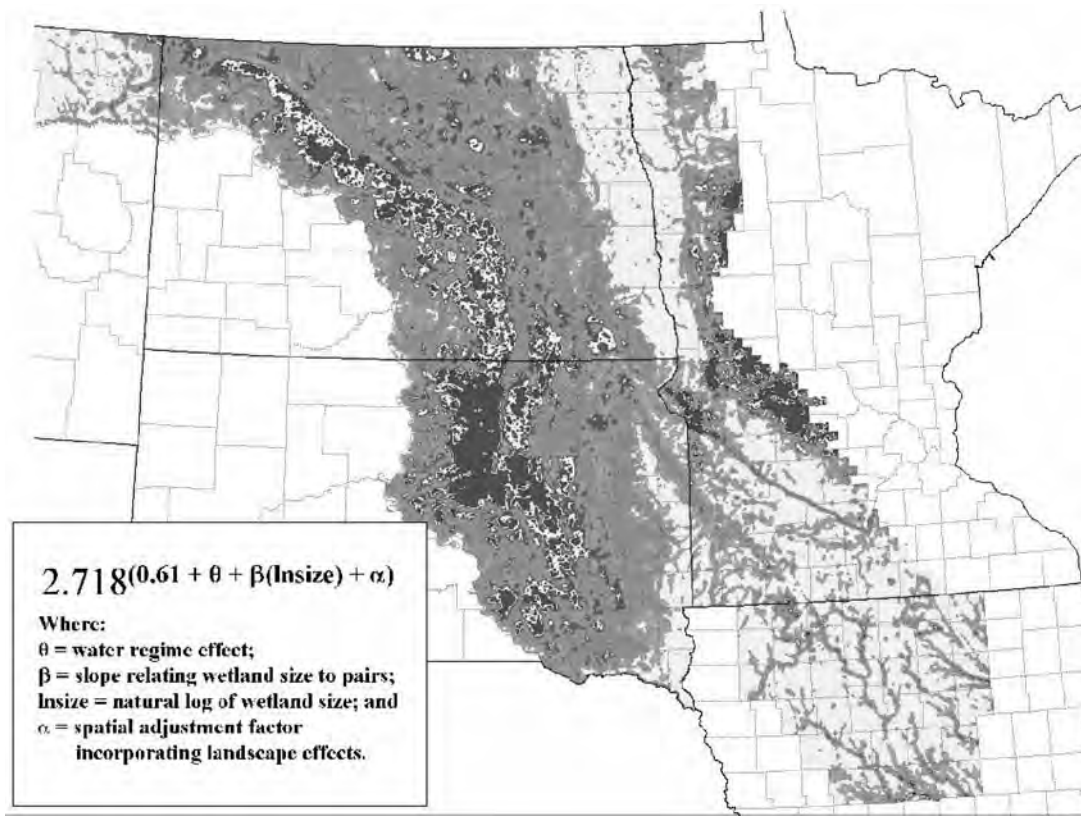 2.718(0.61 + θ + β(lnsize) + α)
Where:
θ = water regime effect;
β = slope relating wetland size to pairs;
lnsize = natural log of wetland size; and
α = spatial adjustment factor
incorporating landscape effects.